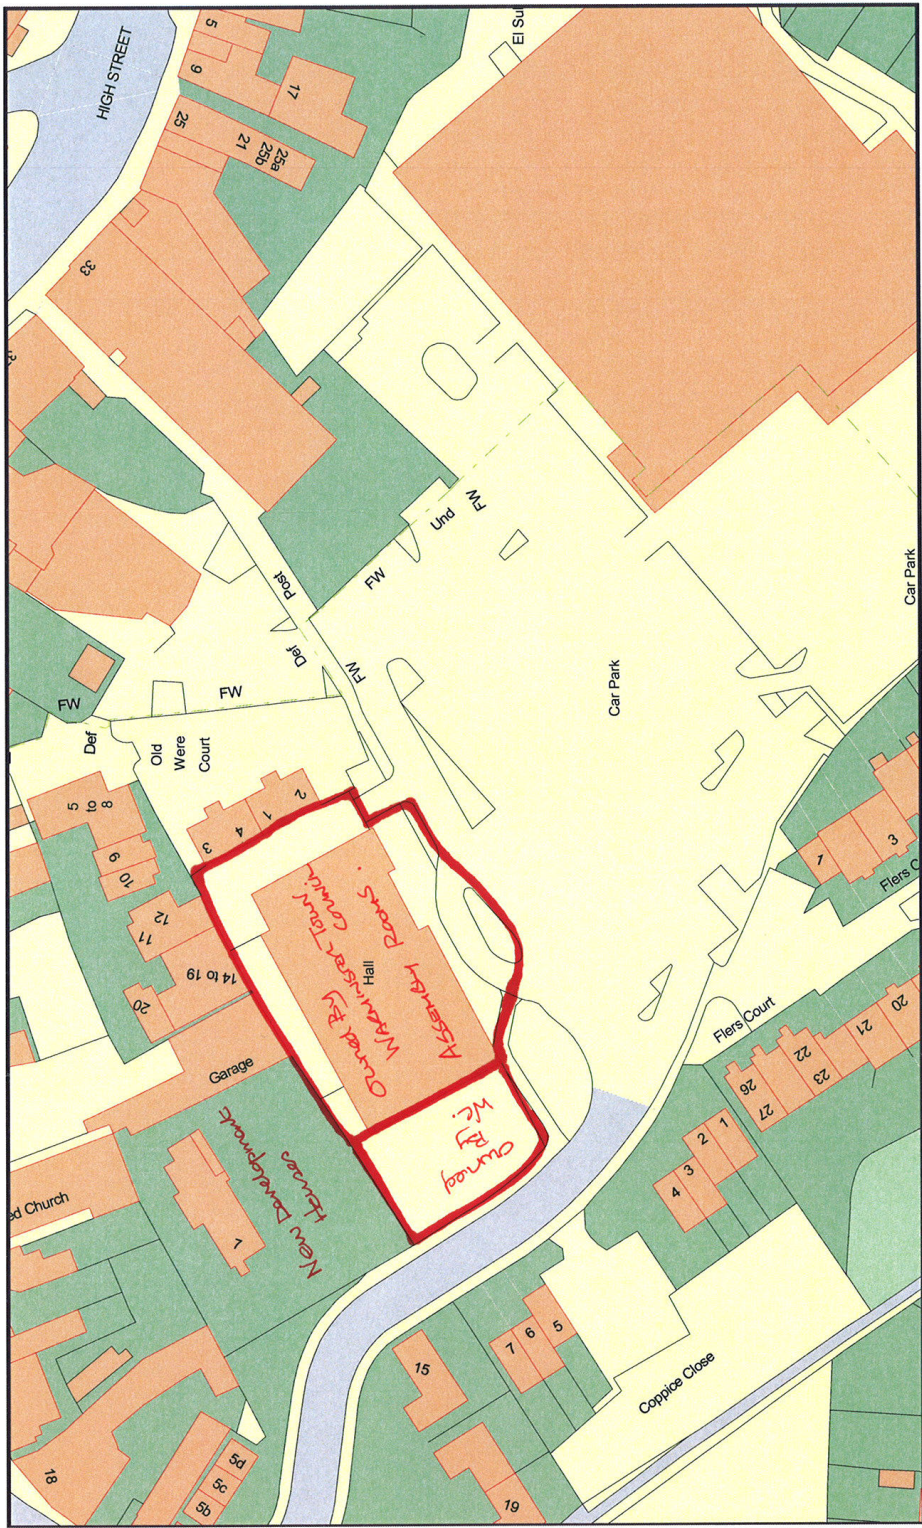 HIGH STREET
5
9
17
25
21
25b
25a
El Su
33
Post
Und
FW
FW
Def
FW
FW
FW
Def
Old
Were
Court
Car Park
Car Park
5
to
8
9
10
12
11
14 to 19
20
2
1
4
3
Hall
Owned By
Warminster Town
Council
Assembly Rooms.
Owned
By
WC.
Garage
New Development
Houses
1
3
Flers C
Flers Court
20
21
22
23
26
27
1
2
3
4
ed Church
7
6
5
15
19
Coppice Close
18
5d
5c
5b